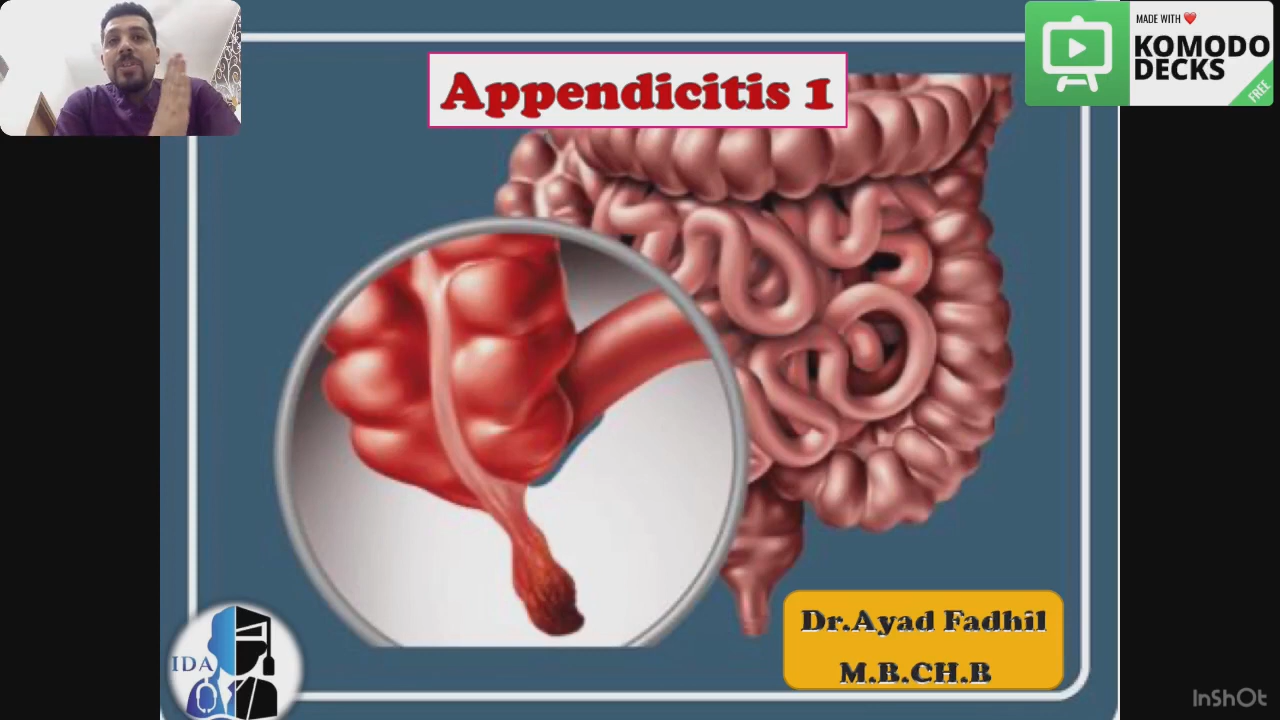 Appendicitis 1
MADE WITH ❤️
KOMODO
DECKS
FREE
Dr.Ayad Fadhil
M.B.CH.B
IDA
InShOt